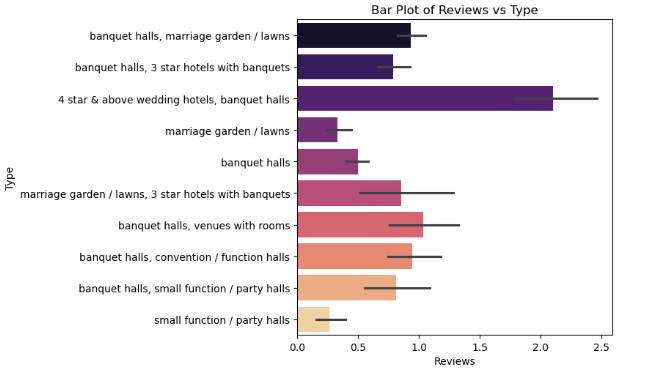 Bar Plot of Reviews vs Type
Type
banquet halls, marriage garden / lawns
banquet halls, 3 star hotels with banquets
4 star & above wedding hotels, banquet halls
marriage garden / lawns
banquet halls
marriage garden / lawns, 3 star hotels with banquets
banquet halls, venues with rooms
banquet halls, convention / function halls
banquet halls, small function / party halls
small function / party halls
0.0 0.5 1.0 1.5 2.0 2.5
Reviews